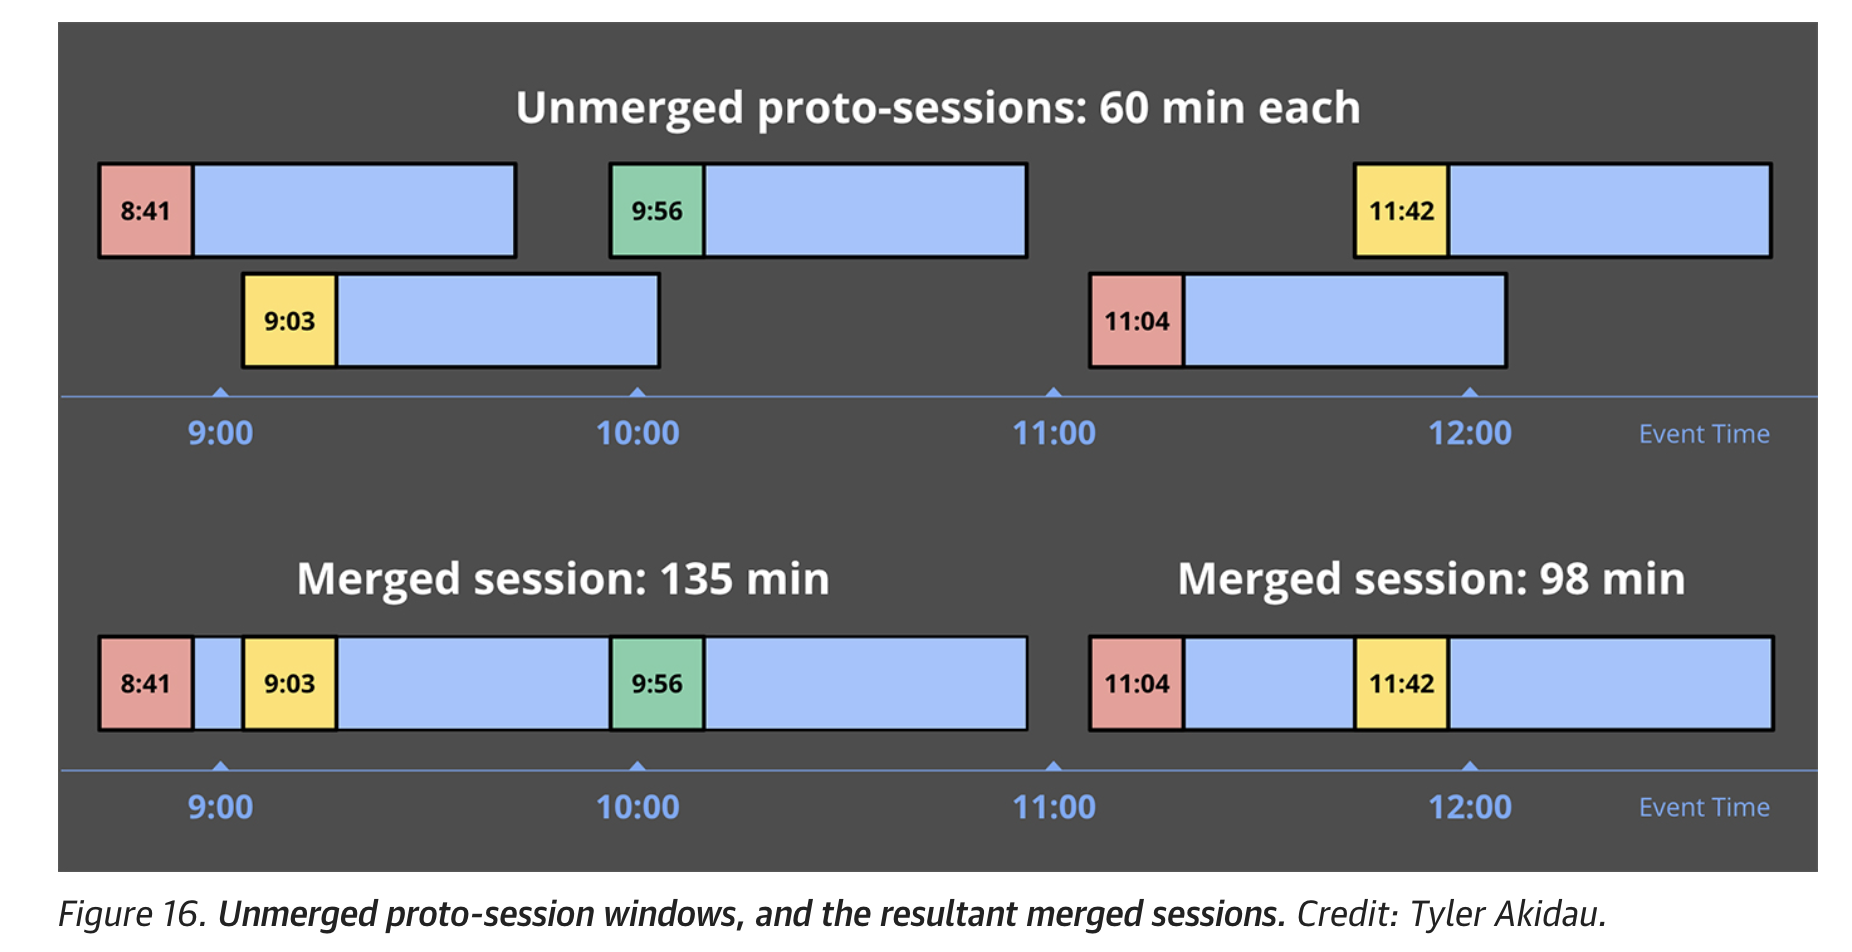 Unmerged proto-sessions: 60 min each
8:41
9:56
11:42
9:03
11:04
9:00 10:00 11:00 12:00 Event Time
Merged session: 135 min
Merged session: 98 min
8:41 9:03 9:56 11:04 11:42
9:00 10:00 11:00 12:00 Event Time
Figure 16. Unmerged proto-session windows, and the resultant merged sessions. Credit: Tyler Akidau.